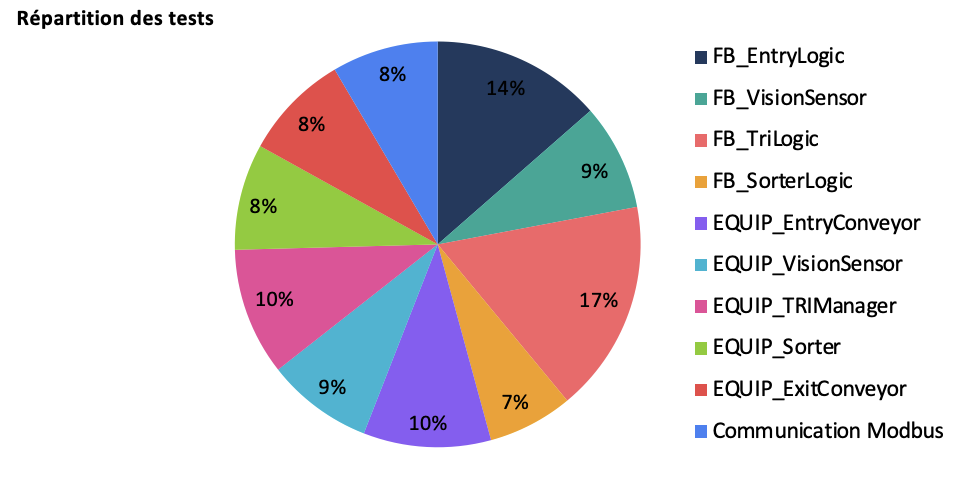 Répartition des tests
8%
14%
9%
17%
7%
10%
9%
10%
8%
8%
FB_EntryLogic
FB_VisionSensor
FB_TriLogic
FB_SorterLogic
EQUIP_EntryConveyor
EQUIP_VisionSensor
EQUIP_TRIManager
EQUIP_Sorter
EQUIP_ExitConveyor
Communication Modbus